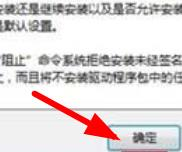 安装还是继续安装以及是否允许安装
是默认设置。
"阻止"命令系统拒绝安装未经签名
，而且将不安装驱动程序包中的任
确定